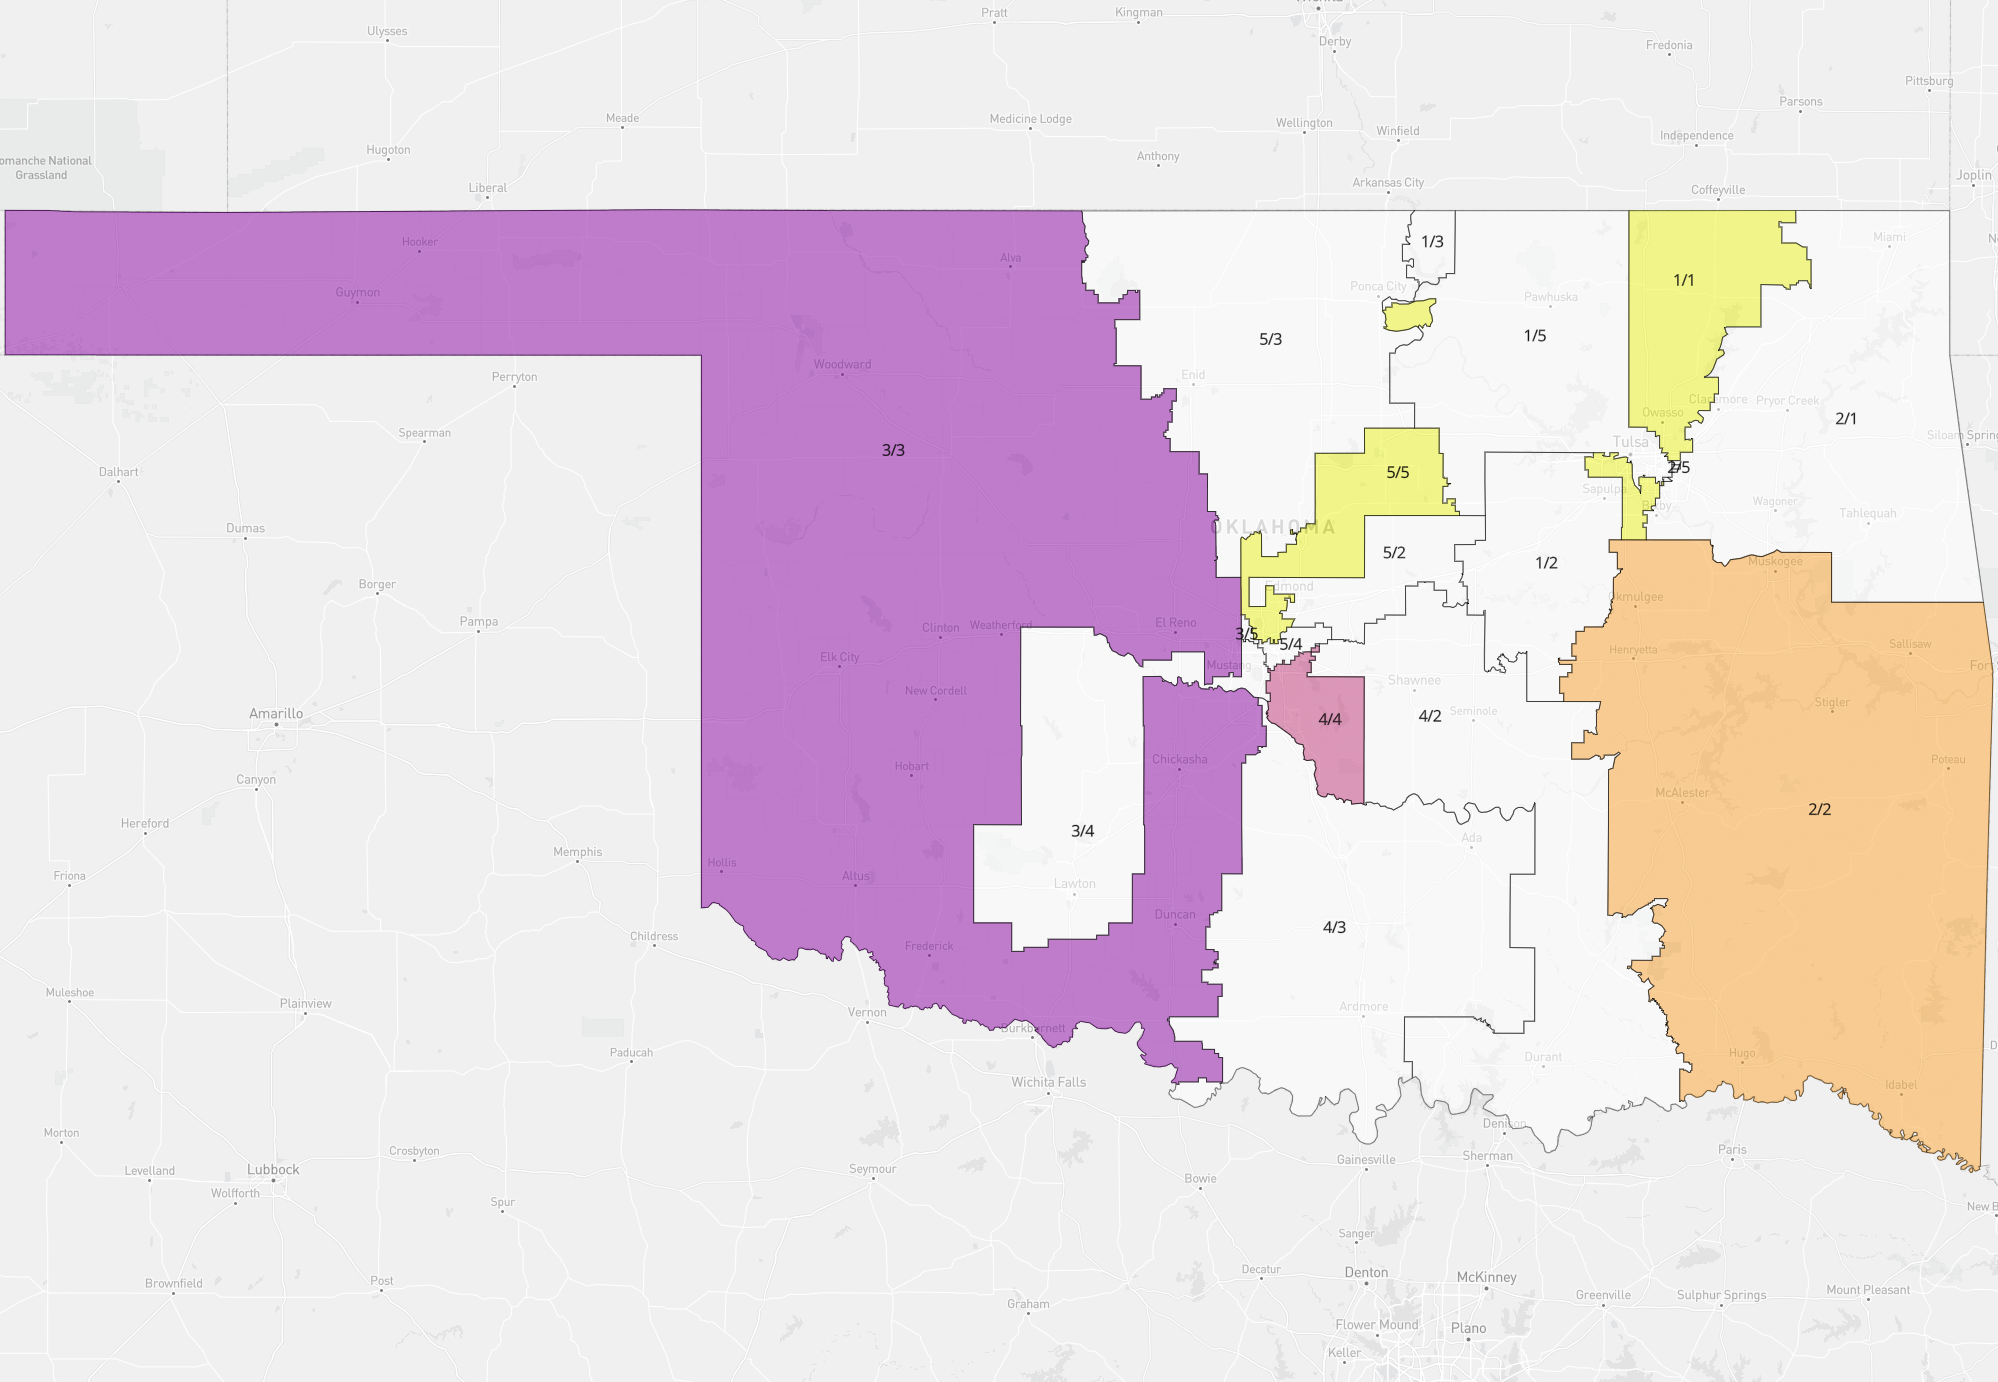 Pratt
Kingman
Ulysses
Derby
Fredonia
Pittsburg
Parsons
Meade
Medicine Lodge
Wellington
Winfield
Independence
Hugoton
Anthony
omanche National
Grassland
Joplin
Liberal
Arkansas City
Coffeyville
Hooker
Alva
1/3
Miami
Guymon
Ponca City
Pawhuska
1/1
5/3
1/5
Woodward
Enid
Perryton
Claremore
Pryor Creek
Owasso
2/1
Spearman
3/3
Tulsa
Siloam Spring
Dalhart
5/5
2/5
Sapulpa
Bixby
Wagoner
Tahlequah
Dumas
OKLAHOMA
5/2
1/2
Muskogee
Borger
Edmond
Okmulgee
Pampa
Clinton
Weatherford
El Reno
3/5
5/4
Elk City
Mustang
Henryetta
Sallisaw
Fort
New Cordell
Shawnee
Stigler
Amarillo
4/4
4/2
Seminole
Canyon
Hobart
Chickasha
Poteau
McAlester
2/2
Hereford
3/4
Ada
Memphis
Hollis
Altus
Lawton
Friona
Duncan
4/3
Childress
Frederick
Muleshoe
Plainview
Vernon
Ardmore
Burkburnett
Paducah
Durant
Hugo
Wichita Falls
Idabel
Morton
Denison
Crosbyton
Gainesville
Sherman
Paris
Levelland
Lubbock
Seymour
Bowie
Wolfforth
Spur
New B
Sanger
Decatur
Denton
McKinney
Brownfield
Post
Greenville
Sulphur Springs
Mount Pleasant
Graham
Flower Mound
Plano
Keller